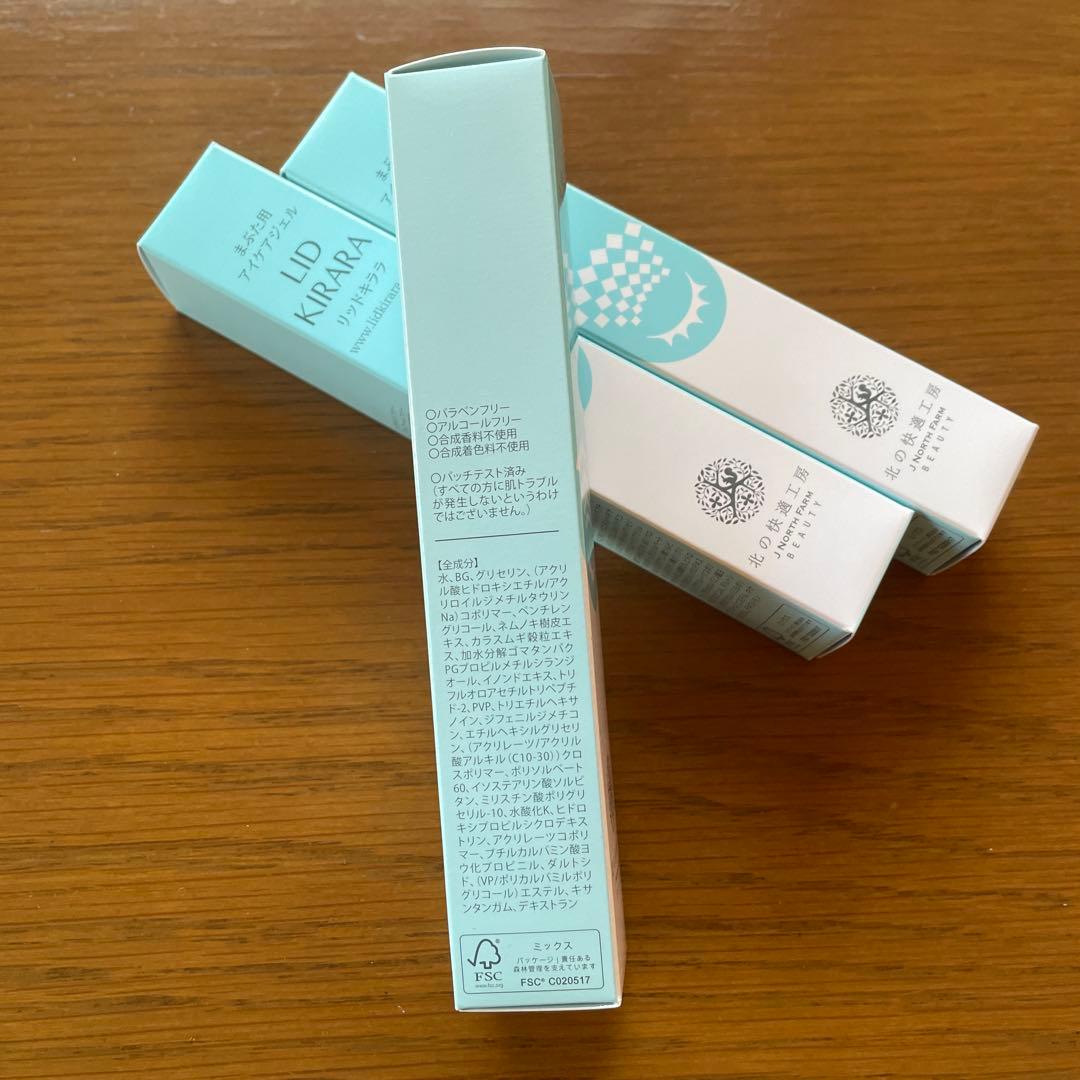 まぶた用
アイケアジェル
LID
KIRARA
リッドキララ
www.lidkirara
〇パラベンフリー
〇アルコールフリー
〇合成香料不使用
〇合成着色料不使用
〇パッチテスト済み
(すべての方に肌トラブル
が発生しないというわけ
ではございません。)
【全成分】
水、BG、グリセリン、(アクリ
ル酸ヒドロキシエチル/アク
リロイルジメチルタウリン
Na)コポリマー、ペンチレン
グリコール、ネムノキ樹皮エ
キス、カラスムギ穀粒エキ
ス、加水分解ゴマタンパク
PGプロピルメチルシランジ
オール、イノンドエキス、トリ
フルオロアセチルトリペプチ
ド-2、PVP、トリエチルヘキサ
ノイン、ジフェニルジメチコ
ン、エチルヘキシルグリセリ
ン、(アクリレーツ/アクリル
酸アルキル(C10-30))クロ
スポリマー、ポリソルベート
60、イソステアリン酸ソルビ
タン、ミリスチン酸ポリグリ
セリル-10、水酸化K、ヒドロ
キシプロピルシクロデキス
トリン、アクリレーツコポリ
マー、ブチルカルバミン酸ヨ
ウ化プロピニル、ダルトシ
ド、(VP/ポリカルバミルポリ
グリコール)エステル、キサ
ンタンガム、デキストラン
FSC
www.fsc.org
ミックス
パッケージ|責任ある
森林管理を支えています
FSC® C020517
北の快適工房
J NORTH FARM
BEAUTY
北の快適工房
J NORTH FARM
BEAUTY